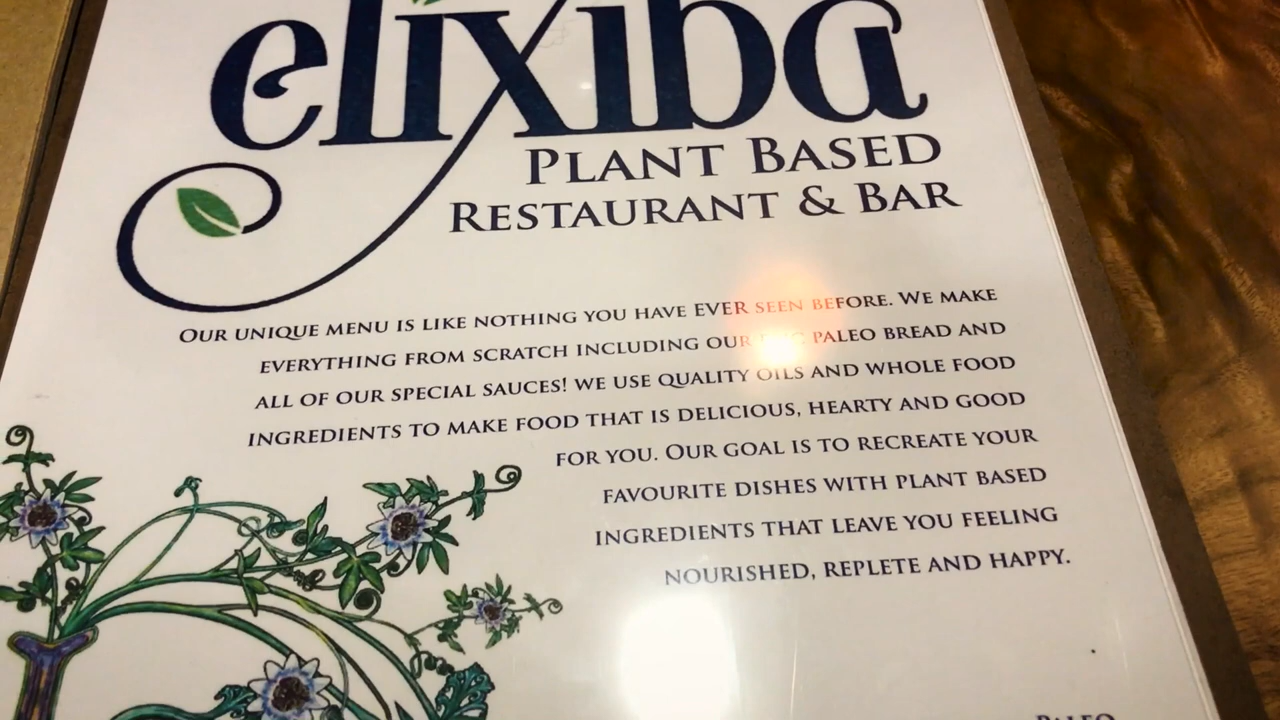 elixiba
PLANT BASED
RESTAURANT & BAR
OUR UNIQUE MENU IS LIKE NOTHING YOU HAVE EVER SEEN BEFORE. WE MAKE
EVERYTHING FROM SCRATCH INCLUDING OUR PALEO BREAD AND
ALL OF OUR SPECIAL SAUCES! WE USE QUALITY OILS AND WHOLE FOOD
INGREDIENTS TO MAKE FOOD THAT IS DELICIOUS, HEARTY AND GOOD
FOR YOU. OUR GOAL IS TO RECREATE YOUR
FAVOURITE DISHES WITH PLANT BASED
INGREDIENTS THAT LEAVE YOU FEELING
NOURISHED, REPLETE AND HAPPY.
PALEO